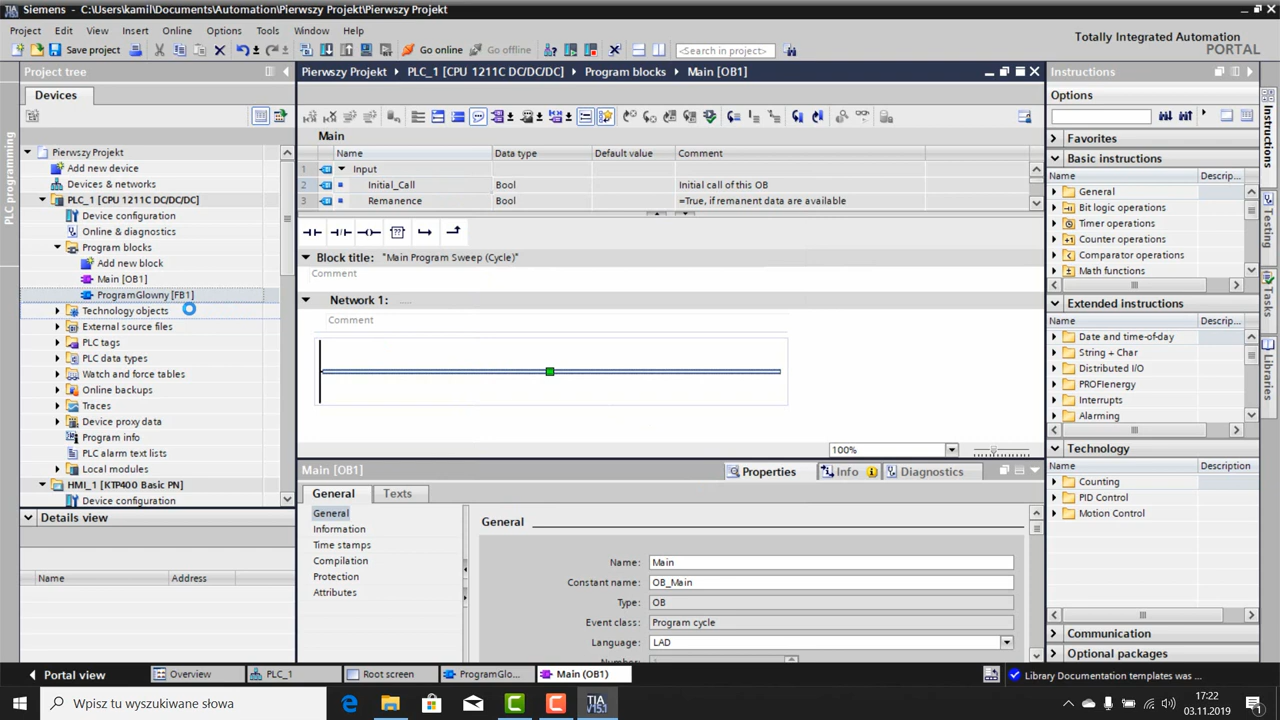 Siemens - C:\Users\kamil\Documents\Automation\Pierwszy Projekt\Pierwszy Projekt
Project Edit View Insert Online Options Tools Window Help
Totally Integrated Automation
PORTAL
Save project
Go online
Go offline
<Search in project>
Project tree
Pierwszy Projekt PLC_1 [CPU 1211C DC/DC/DC] Program blocks Main [OB1]
Instructions
Devices
Options
PLC programming
Pierwszy Projekt
Add new device
Devices & networks
PLC_1 [CPU 1211C DC/DC/DC]
Device configuration
Online & diagnostics
Program blocks
Add new block
Main [OB1]
ProgramGlowny [FB1]
Technology objects
External source files
PLC tags
PLC data types
Watch and force tables
Online backups
Traces
Device proxy data
Program info
PLC alarm text lists
Local modules
HMI_1 [KTP400 Basic PN]
Device configuration
Details view
Name Address
Main
Name Data type Default value Comment
1 Input
2 Initial_Call Bool Initial call of this OB
3 Remanence Bool =True, if remanent data are available
Block title: "Main Program Sweep (Cycle)"
Comment
Network 1:
Comment
100%
Main [OB1]
Properties Info Diagnostics
General Texts
General
Information
Time stamps
Compilation
Protection
Attributes
General
Name: Main
Constant name: OB_Main
Type: OB
Event class: Program cycle
Language: LAD
Favorites
Basic instructions
Name Descrip...
General
Bit logic operations
Timer operations
Counter operations
Comparator operations
Math functions
Extended instructions
Name Descrip...
Date and time-of-day
String + Char
Distributed I/O
PROFIenergy
Interrupts
Alarming
Technology
Name Description
Counting
PID Control
Motion Control
Communication
Optional packages
Instructions
Testing
Tasks
Libraries
Portal view
Overview
PLC_1
Root screen
ProgramGlo...
Main (OB1)
Library Documentation templates was ...
Wpisz tu wyszukiwane słowa
17:22
03.11.2019